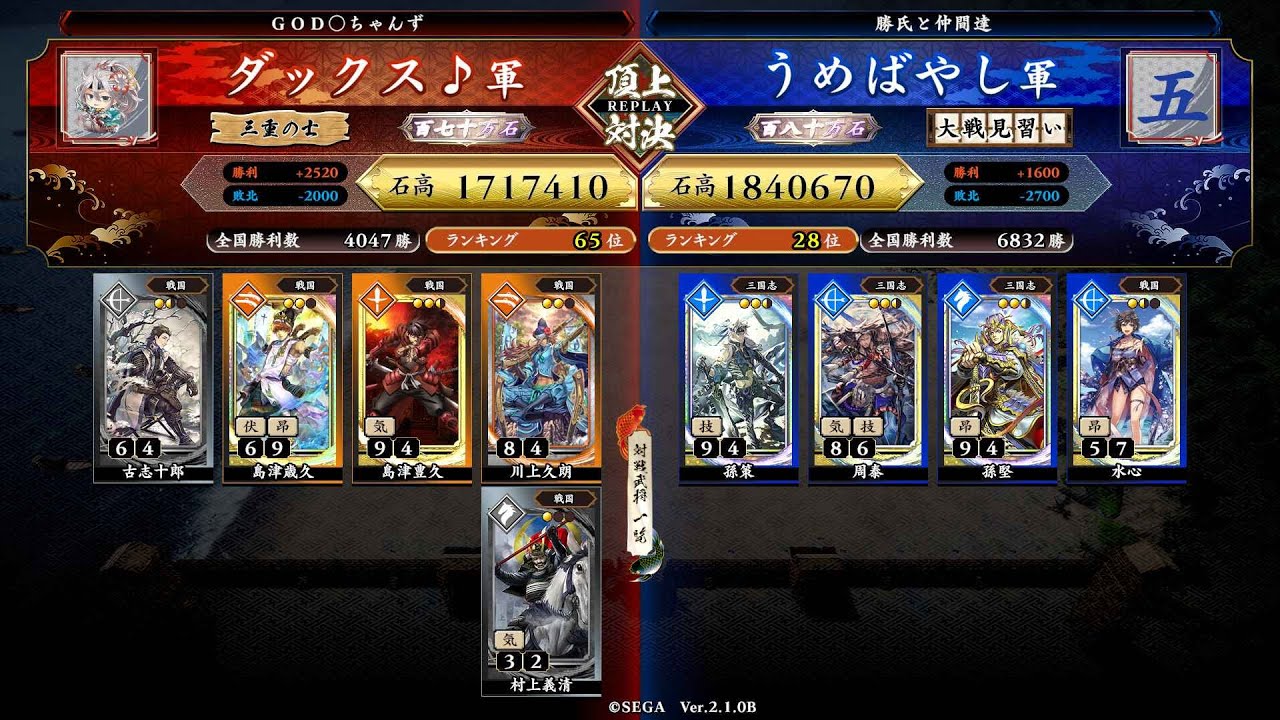 GOD〇ちゃんず
勝氏と仲間達
ダックス♪軍
頂上
REPLAY
対決
うめばやし軍
五
三重の士
百七十万石
百八十万石
大戦見習い
勝利 +2520
敗北 -2000
石高 1717410
石高 1840670
勝利 +1600
敗北 -2700
全国勝利数 4047勝
ランキング 65位
ランキング 28位
全国勝利数 6832勝
戦国
戦国
戦国
戦国
三国志
三国志
三国志
戦国
伏 昂
気
技
気 技
昂
昂
6 4
6 9
9 4
8 4
9 4
8 6
9 4
5 7
古志十郎
島津歳久
島津重久
川上久朗
孫策
周泰
孫堅
水心
対戦武将一覧
戦国
気
3 2
村上義清
©SEGA Ver.2.1.0B